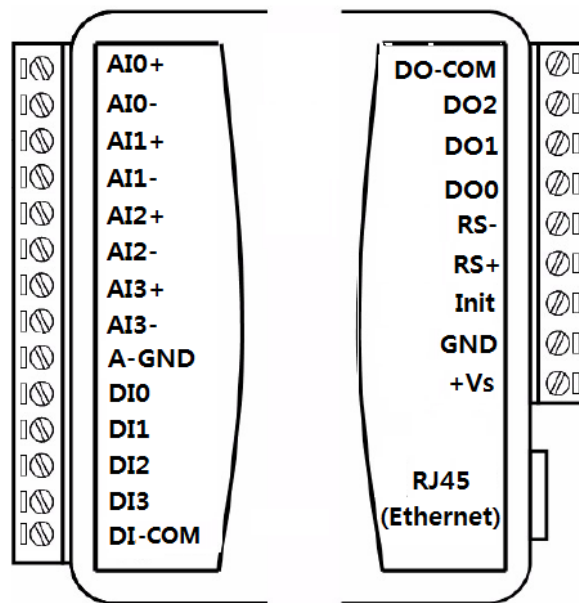 AI0+
AI0-
AI1+
AI1-
AI2+
AI2-
AI3+
AI3-
A-GND
DI0
DI1
DI2
DI3
DI-COM
DO-COM
DO2
DO1
DO0
RS-
RS+
Init
GND
+Vs
RJ45
(Ethernet)